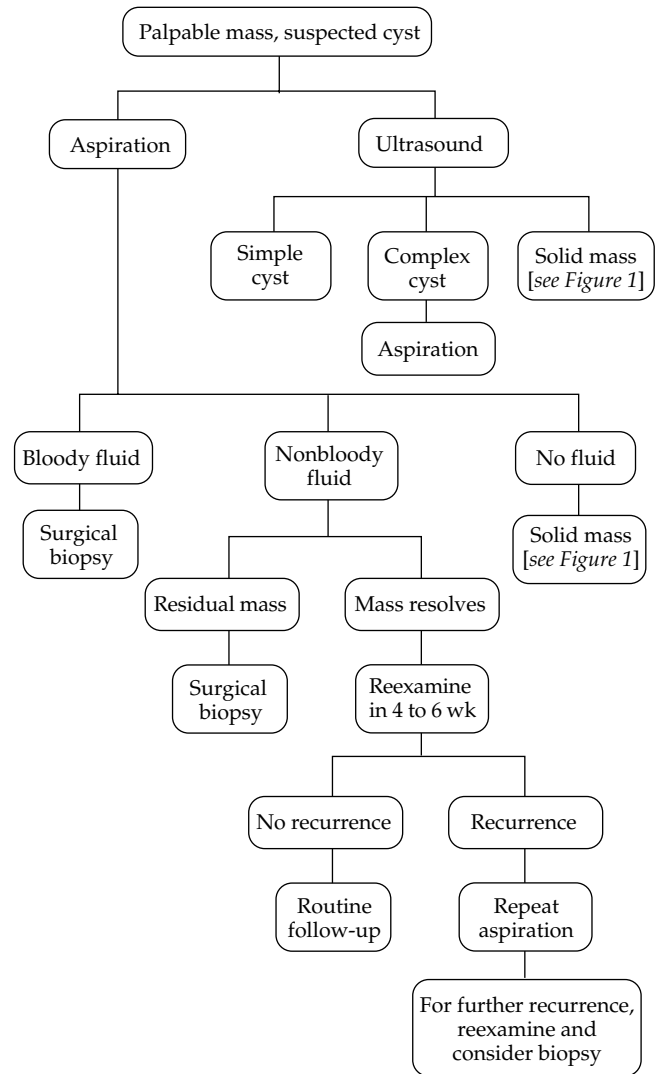 Palpable mass, suspected cyst
Aspiration
Ultrasound
Simple
cyst
Complex
cyst
Solid mass
[see Figure 1]
Aspiration
Bloody fluid
Nonbloody
fluid
No fluid
Surgical
biopsy
Solid mass
[see Figure 1]
Residual mass
Mass resolves
Surgical
biopsy
Reexamine
in 4 to 6 wk
No recurrence
Recurrence
Routine
follow-up
Repeat
aspiration
For further recurrence,
reexamine and
consider biopsy